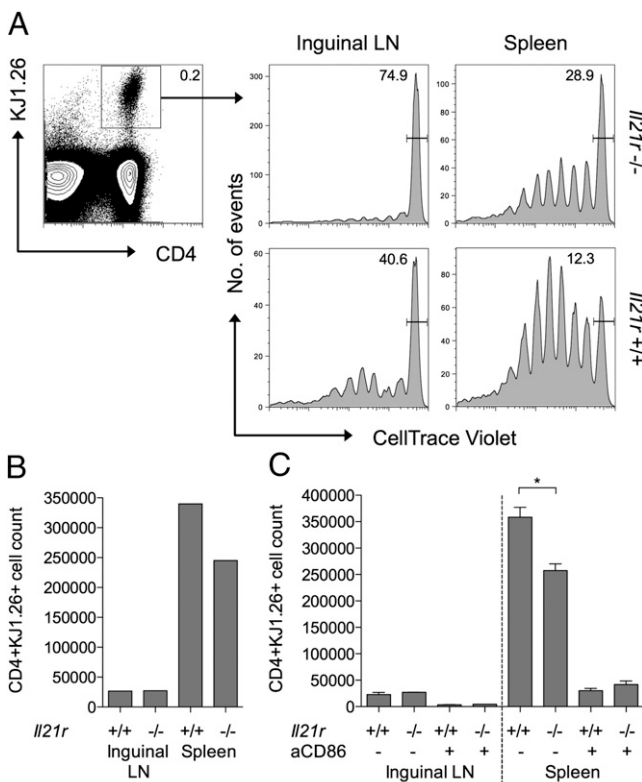 A
Inguinal LN
Spleen
KJ1.26
0.2
CD4
No. of events
300
200
100
0
74.9
100
80
60
40
20
0
28.9
Il21r -/-
60
40
20
0
40.6
80
60
40
20
0
12.3
Il21r +/+
CellTrace Violet
B
CD4+KJ1.26+ cell count
350000
300000
250000
200000
150000
100000
50000
0
Il21r +/+ -/- +/+ -/-
Inguinal LN
Spleen
C
CD4+KJ1.26+ cell count
400000
350000
300000
250000
200000
150000
100000
50000
0
*
Il21r +/+ -/- +/+ -/- +/+ -/- +/+ -/-
aCD86 - - + + - - + +
Inguinal LN Spleen